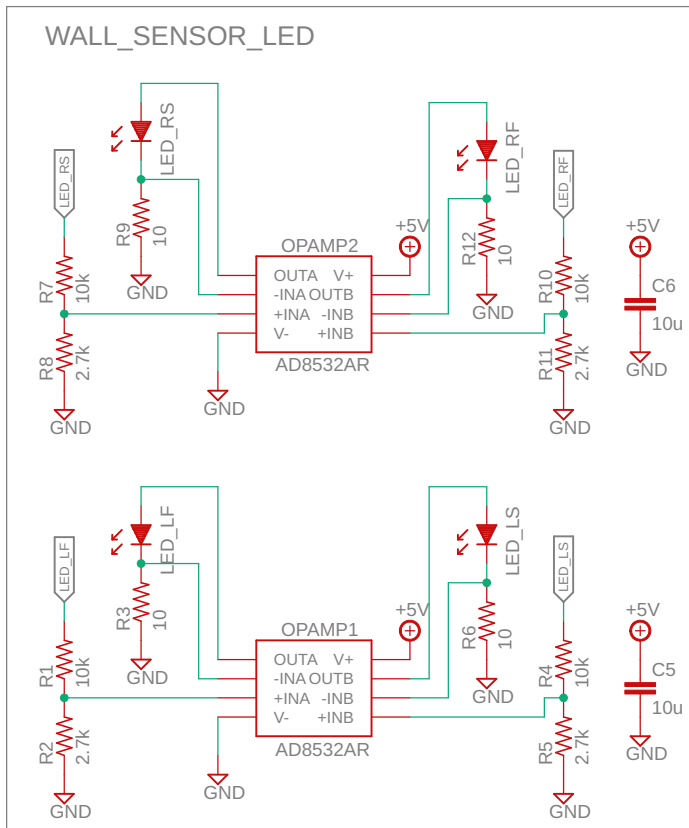 WALL_SENSOR_LED
LED_RS
LED_RS
R9
10
R7
10k
R8
2.7k
GND
GND
GND
OPAMP2
OUTA V+
-INA OUTB
+INA -INB
V- +INB
AD8532AR
+5V
LED_RF
R12
10
GND
LED_RF
R10
10k
R11
2.7k
GND
+5V
C6
10u
GND
LED_LF
LED_LF
R3
10
R1
10k
R2
2.7k
GND
GND
GND
OPAMP1
OUTA V+
-INA OUTB
+INA -INB
V- +INB
AD8532AR
+5V
LED_LS
R6
10
GND
LED_LS
R4
10k
R5
2.7k
GND
+5V
C5
10u
GND